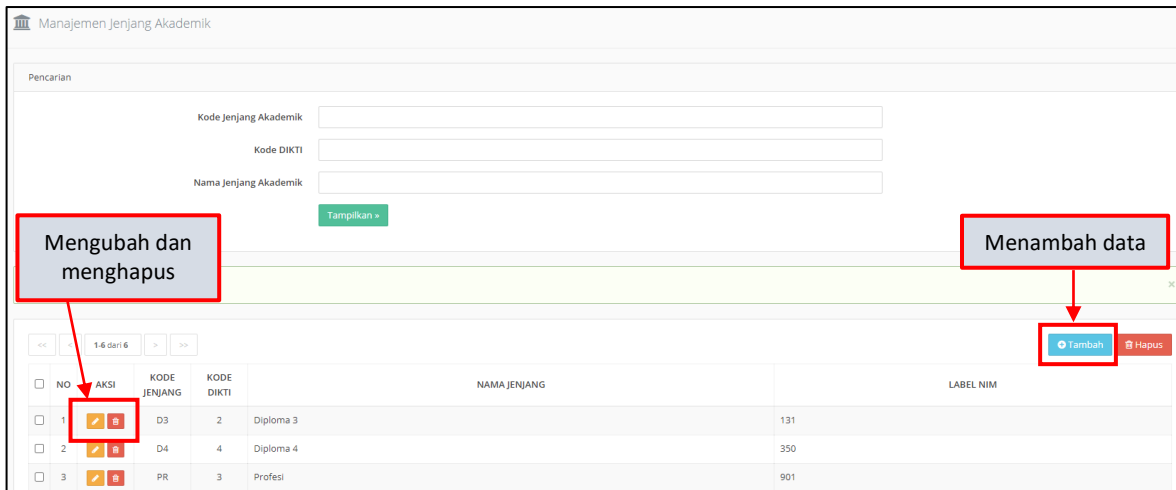 Manajemen Jenjang Akademik
Pencarian
Kode Jenjang Akademik
Kode DIKTI
Nama Jenjang Akademik
Tampilkan »
Mengubah dan
menghapus
Menambah data
×
<< < 1-6 dari 6 > >>
Tambah Hapus
NO AKSI KODE JENJANG KODE DIKTI NAMA JENJANG LABEL NIM
1 D3 2 Diploma 3 131
2 D4 4 Diploma 4 350
3 PR 3 Profesi 901